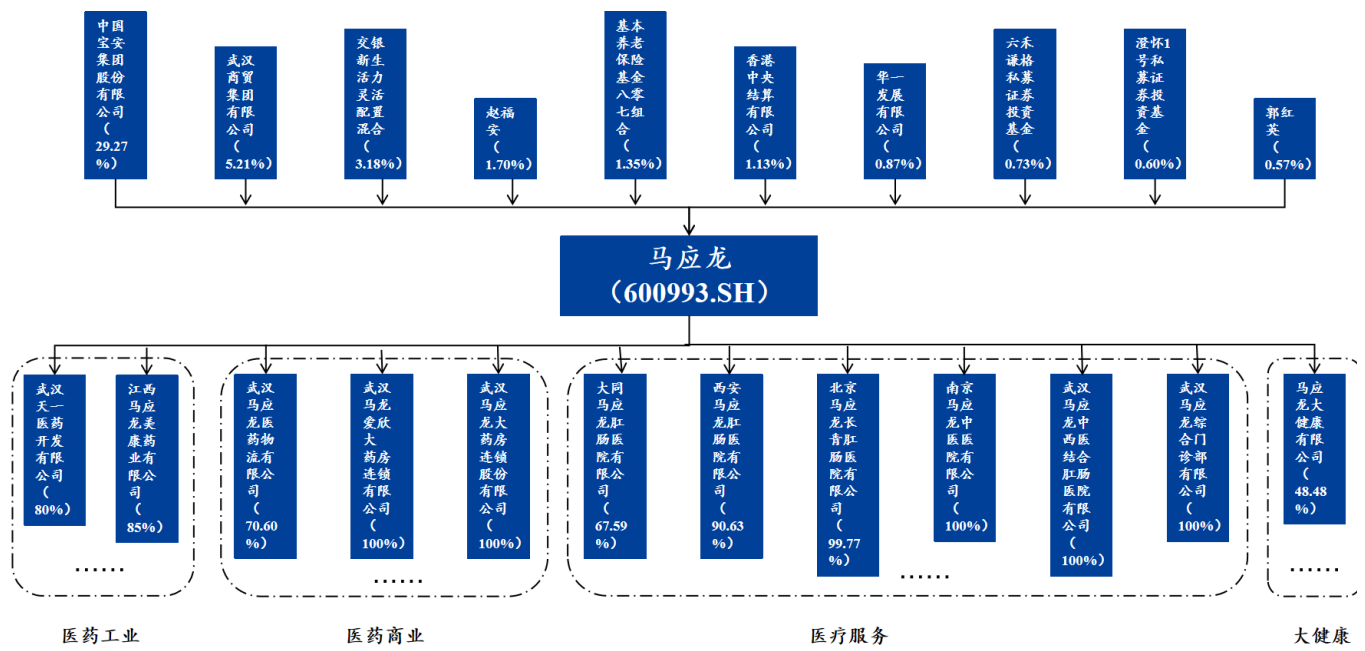 中国
宝安
集团
股份
有限
公司
（
29.27
%）
武汉
商贸
集团
有限
公司
（
5.21%）
交银
新生
活力
灵活
配置
混合
（
3.18%）
赵福
安
（
1.70%）
基本
养老
保险
基金
八零
七组
合
（
1.35%）
香港
中央
结算
有限
公司
（
1.13%）
华一
发展
有限
公司
（
0.87%）
六禾
谦格
私募
证券
投资
基金
（
0.73%）
澄怀1
号私
募证
券投
资基
金
（
0.60%）
郭红
英
（
0.57%）
马应龙
（600993.SH）
武汉
天一
医药
开发
有限
公司
（
80%）
江西
马应
龙美
康药
业有
限公
司
（
85%）
......
武汉
马应
龙医
药物
流有
限公
司
（
70.60
%）
武汉
马龙
爱欣
大
药房
连锁
有限
公司
（
100%）
武汉
马应
龙大
药房
连锁
股份
有限
公司
（
100%）
......
大同
马应
龙肛
肠医
院有
限公
司
（
67.59
%）
西安
马应
龙肛
肠医
院有
限公
司
（
90.63
%）
北京
马应
龙长
青肛
肠医
院有
限公
司
（
99.77
%）
南京
马应
龙中
医医
院有
限公
司
（
100%）
武汉
马应
龙中
西医
结合
肛肠
医院
有限
公司
（
100%）
武汉
马应
龙综
合门
诊部
有限
公司
（
100%）
......
马应
龙大
健康
有限
公司
（
48.48
%）
......
医药工业
医药商业
医疗服务
大健康